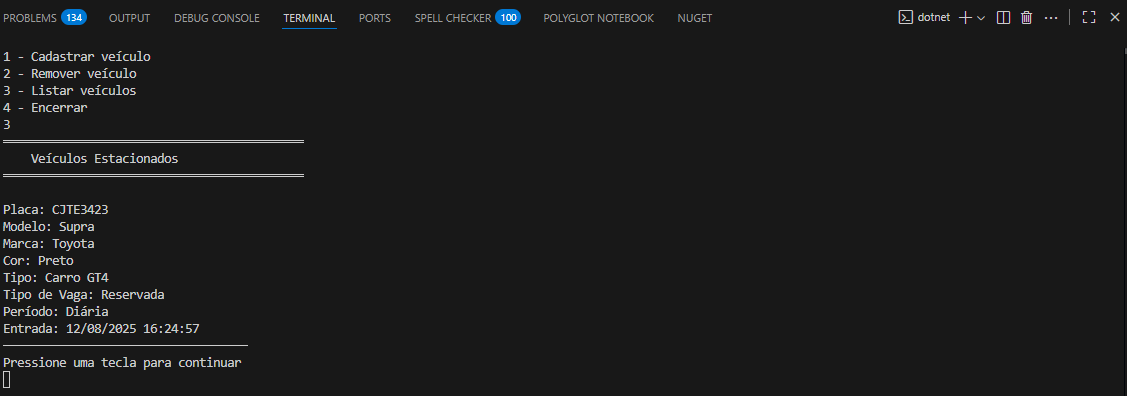 PROBLEMS 134 OUTPUT DEBUG CONSOLE TERMINAL PORTS SPELL CHECKER 100 POLYGLOT NOTEBOOK NUGET dotnet
1 - Cadastrar veículo
2 - Remover veículo
3 - Listar veículos
4 - Encerrar
3
Veículos Estacionados
Placa: CJTE3423
Modelo: Supra
Marca: Toyota
Cor: Preto
Tipo: Carro GT4
Tipo de Vaga: Reservada
Período: Diária
Entrada: 12/08/2025 16:24:57
Pressione uma tecla para continuar